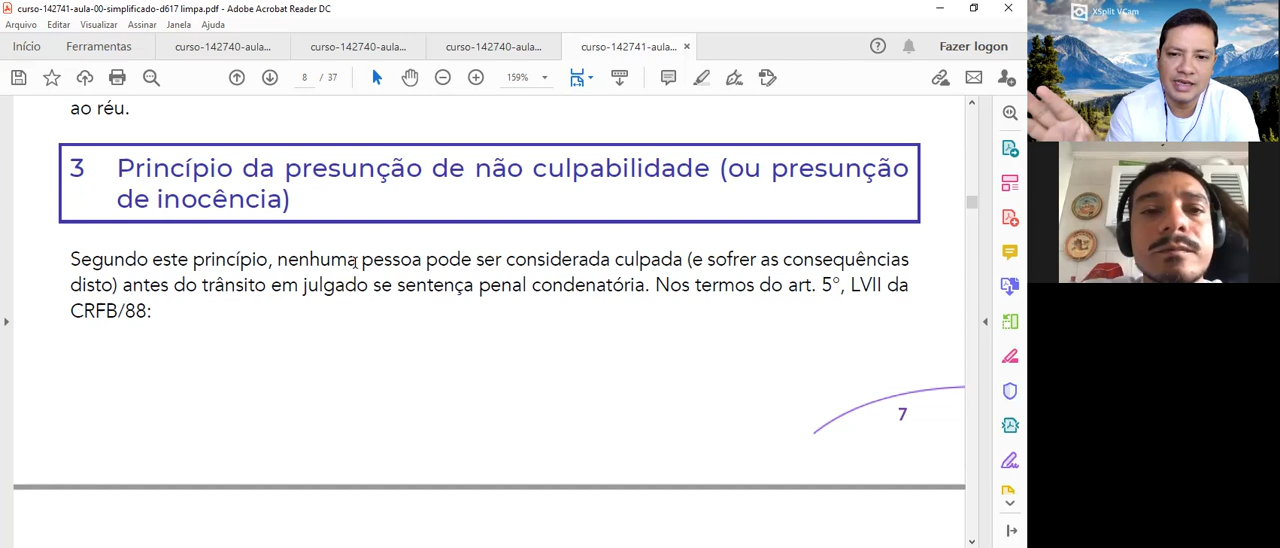 curso-142741-aula-00-simplificado-d617 limpa.pdf - Adobe Acrobat Reader DC
Arquivo Editar Visualizar Assinar Janela Ajuda
Início Ferramentas curso-142740-aula... curso-142740-aula... curso-142740-aula... curso-142741-aula... × Fazer logon
8 / 37 159%
XSplit VCam
ao réu.
3 Princípio da presunção de não culpabilidade (ou presunção
de inocência)
Segundo este princípio, nenhuma pessoa pode ser considerada culpada (e sofrer as consequências
disto) antes do trânsito em julgado se sentença penal condenatória. Nos termos do art. 5°, LVII da
CRFB/88:
7